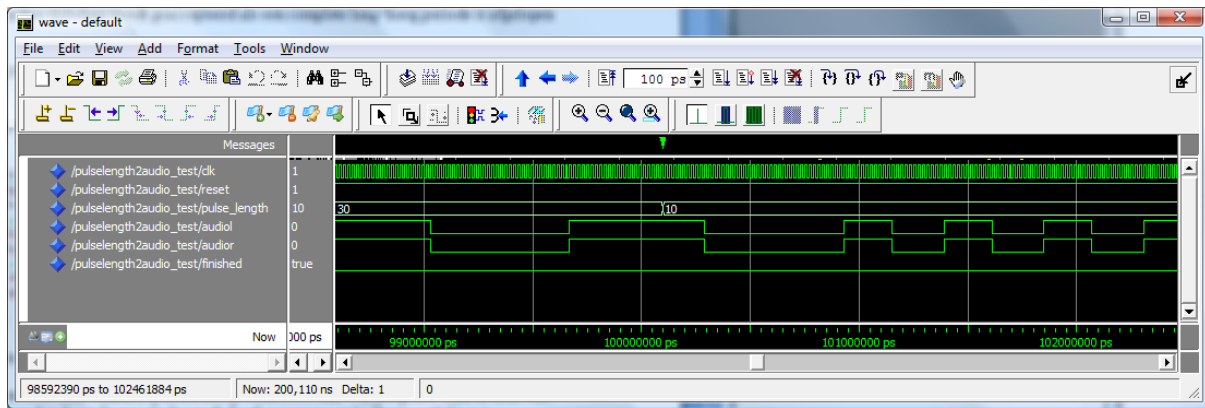 wave - default
File Edit View Add Format Tools Window
100 ps
Messages
/pulselength2audio_test/clk 1
/pulselength2audio_test/reset 1
/pulselength2audio_test/pulse_length 10 30 10
/pulselength2audio_test/audiol 0
/pulselength2audio_test/audior 0
/pulselength2audio_test/finished true
Now 000 ps 99000000 ps 100000000 ps 101000000 ps 102000000 ps
98592390 ps to 102461884 ps Now: 200,110 ns Delta: 1 0